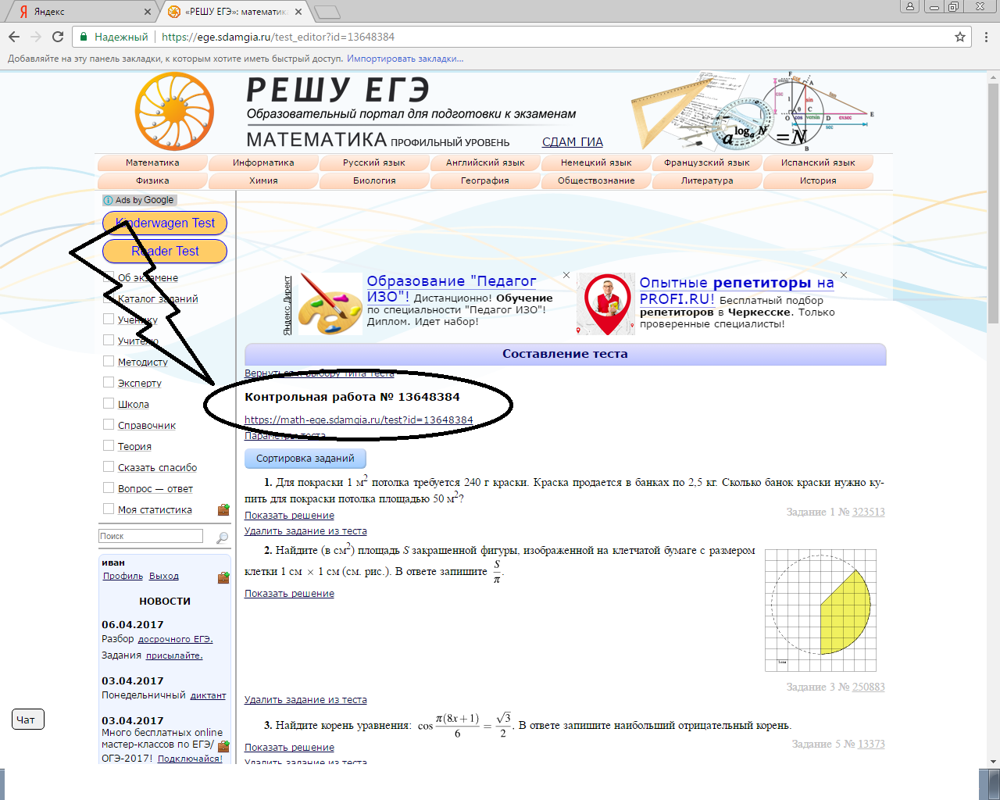 Яндекс
«РЕШУ ЕГЭ»: математика
Надежный
https://ege.sdamgia.ru/test_editor?id=13648384
Добавляйте на эту панель закладки, к которым хотите иметь быстрый доступ. Импортировать закладки...
РЕШУ ЕГЭ
Образовательный портал для подготовки к экзаменам
МАТЕМАТИКА ПРОФИЛЬНЫЙ УРОВЕНЬ СДАМ ГИА
Математика Информатика Русский язык Английский язык Немецкий язык Французский язык Испанский язык
Физика Химия Биология География Обществознание Литература История
Ads by Google
Kinderwagen Test
Reader Test
Об экзамене
Каталог заданий
Ученику
Учителю
Методисту
Эксперту
Школа
Справочник
Теория
Сказать спасибо
Вопрос — ответ
Моя статистика
Поиск
иван
Профиль Выход
НОВОСТИ
06.04.2017
Разбор досрочного ЕГЭ.
Задания присылайте.
03.04.2017
Понедельничный диктант
03.04.2017
Много бесплатных online
мастер-классов по ЕГЭ/
ОГЭ-2017! Подключайся!
Чат
Яндекс.Директ
Образование "Педагог
ИЗО"! Дистанционно! Обучение
по специальности "Педагог ИЗО"!
Диплом. Идет набор!
Опытные репетиторы на
PROFI.RU! Бесплатный подбор
репетиторов в Черкесске. Только
проверенные специалисты!
Составление теста
Вернуться к выбору типа теста
Контрольная работа № 13648384
https://math-ege.sdamgia.ru/test?id=13648384
Параметры теста
Сортировка заданий
1. Для покраски 1 м² потолка требуется 240 г краски. Краска продается в банках по 2,5 кг. Сколько банок краски нужно ку-
пить для покраски потолка площадью 50 м²?
Показать решение
Задание 1 № 323513
Удалить задание из теста
2. Найдите (в см²) площадь S закрашенной фигуры, изображенной на клетчатой бумаге с размером
клетки 1 см × 1 см (см. рис.). В ответе запишите S/π.
Показать решение
1 см
Задание 3 № 250883
Удалить задание из теста
3. Найдите корень уравнения: cos π(8x+1)/6 = √3/2. В ответе запишите наибольший отрицательный корень.
Показать решение
Задание 5 № 13373
Удалить задание из теста